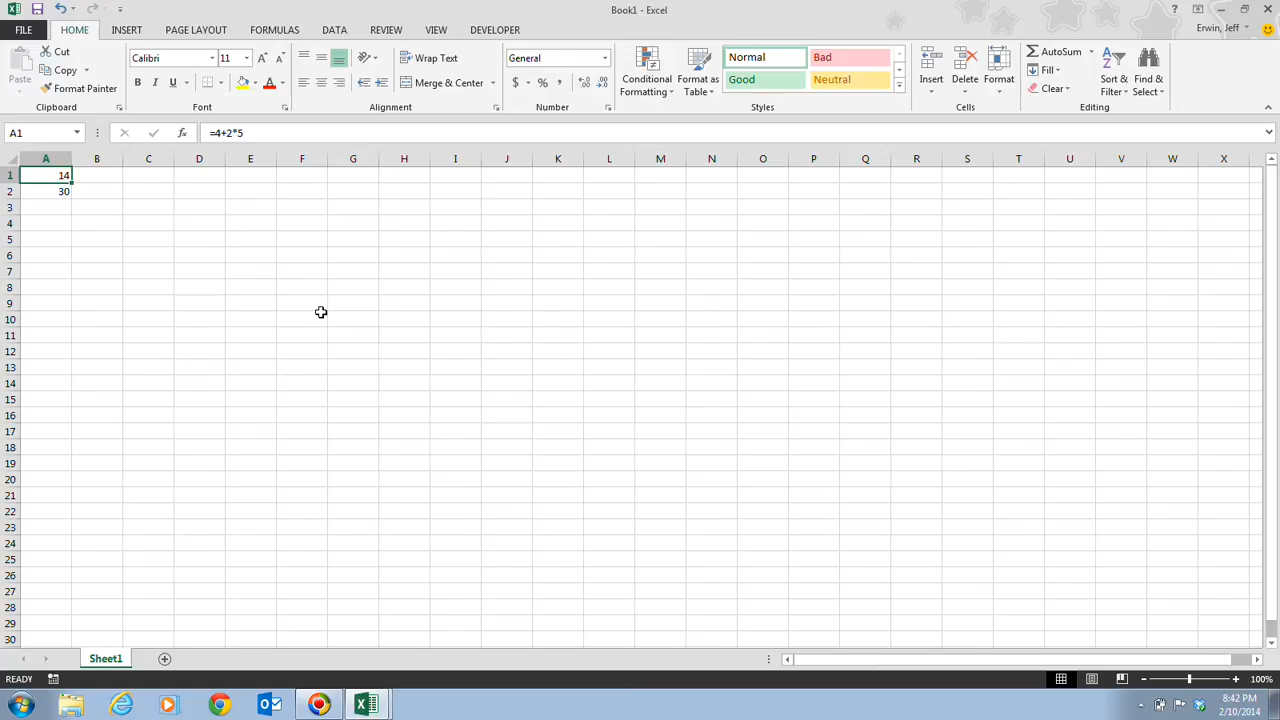 Book1 - Excel
FILE HOME INSERT PAGE LAYOUT FORMULAS DATA REVIEW VIEW DEVELOPER Erwin, Jeff
Paste Cut Copy Format Painter
Calibri 11
B I U A
Wrap Text
Merge & Center
General
$ %
Conditional Formatting
Format as Table
Normal Bad
Good Neutral
Insert Delete Format
AutoSum
Fill
Clear
Sort & Filter
Find & Select
Clipboard Font Alignment Number Styles Cells Editing
A1 fx =4+2*5
A B C D E F G H I J K L M N O P Q R S T U V W X
1 14
2 30
3
4
5
6
7
8
9
10
11
12
13
14
15
16
17
18
19
20
21
22
23
24
25
26
27
28
29
30
Sheet1
READY 100%
8:42 PM
2/10/2014